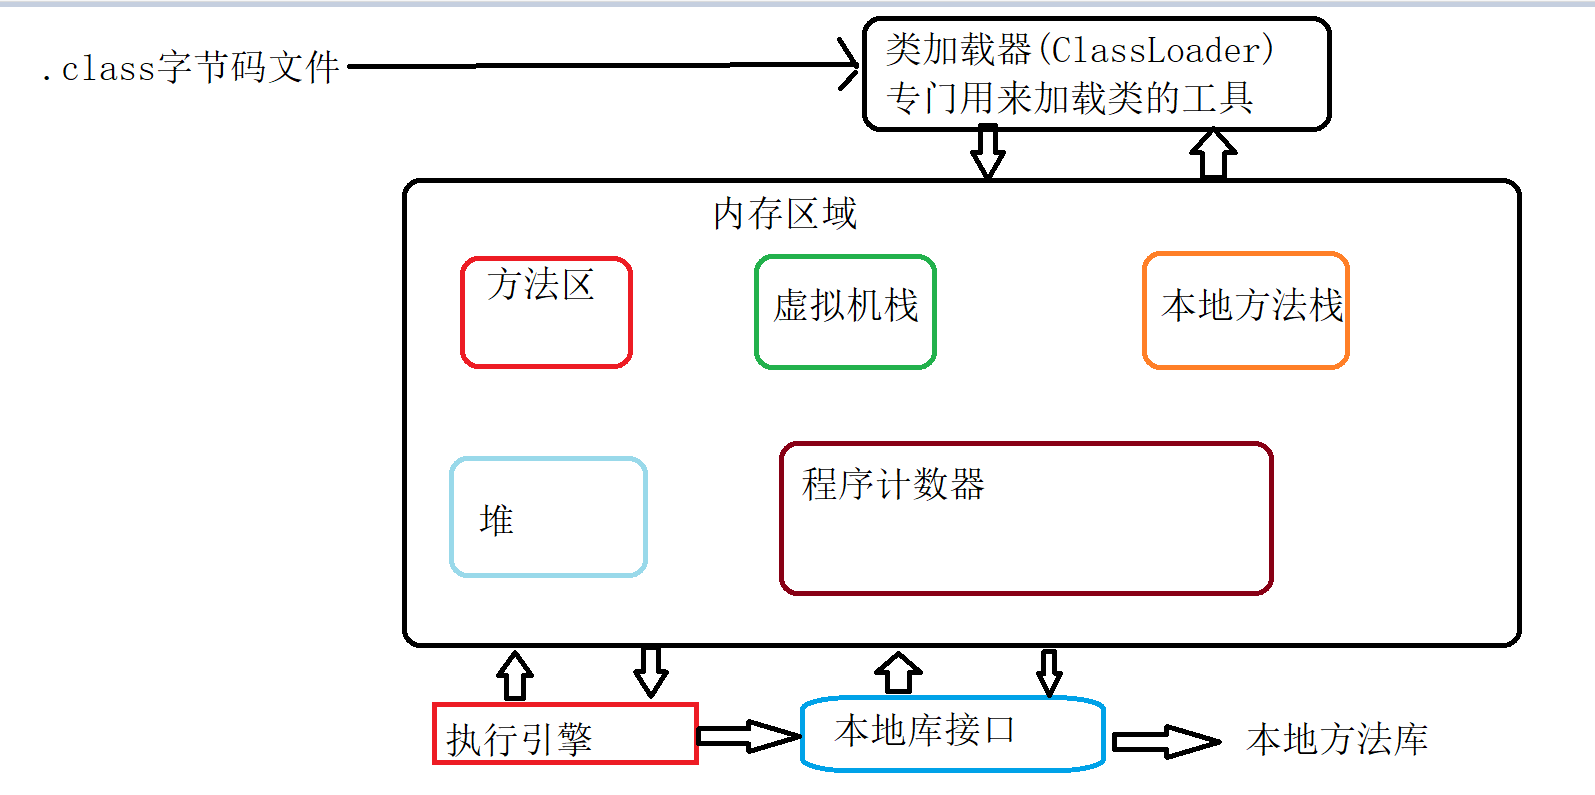 .class字节码文件
类加载器(ClassLoader)
专门用来加载类的工具
内存区域
方法区
虚拟机栈
本地方法栈
堆
程序计数器
执行引擎
本地库接口
本地方法库